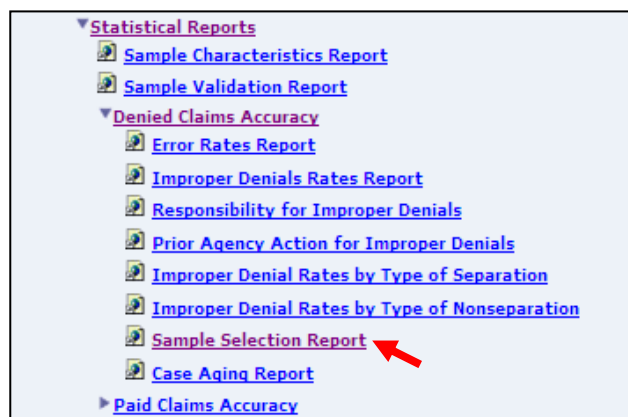 Statistical Reports
Sample Characteristics Report
Sample Validation Report
Denied Claims Accuracy
Error Rates Report
Improper Denials Rates Report
Responsibility for Improper Denials
Prior Agency Action for Improper Denials
Improper Denial Rates by Type of Separation
Improper Denial Rates by Type of Nonseparation
Sample Selection Report
Case Aging Report
Paid Claims Accuracy